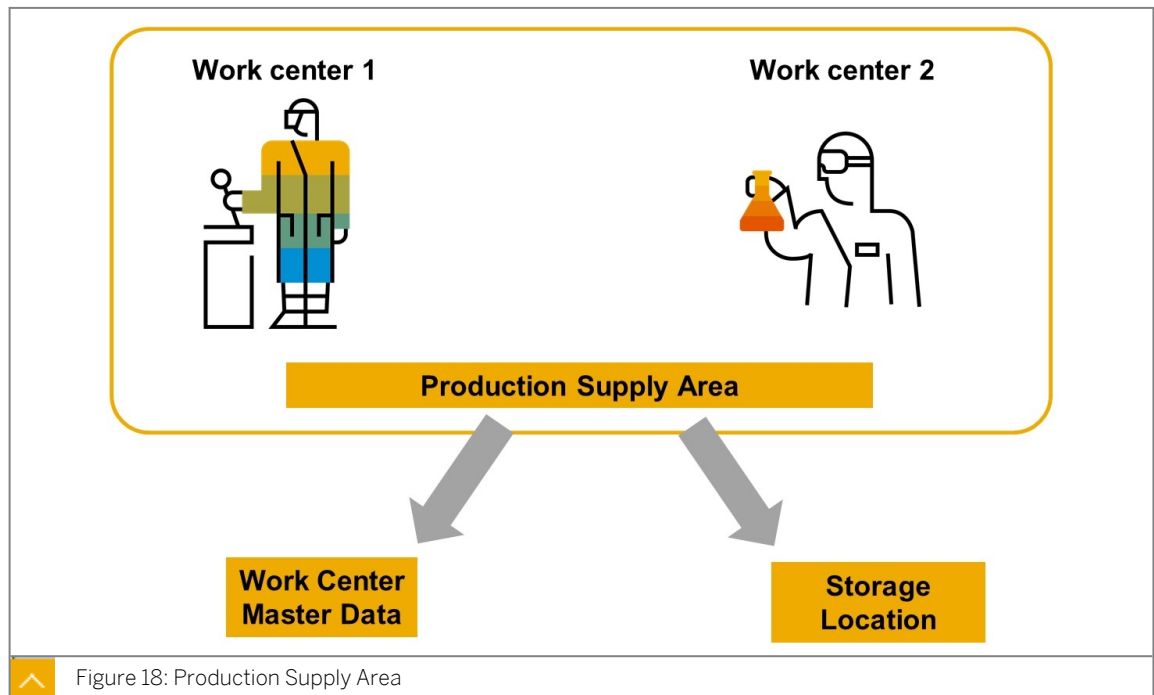 Work center 1
Work center 2
Production Supply Area
Work Center
Master Data
Storage
Location
Figure 18: Production Supply Area